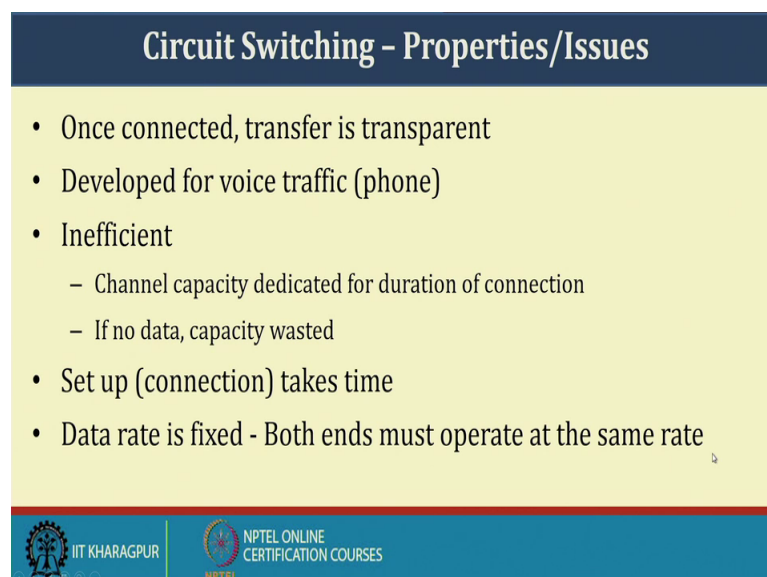 Circuit Switching – Properties/Issues
• Once connected, transfer is transparent
• Developed for voice traffic (phone)
• Inefficient
– Channel capacity dedicated for duration of connection
– If no data, capacity wasted
• Set up (connection) takes time
• Data rate is fixed - Both ends must operate at the same rate
IIT KHARAGPUR
NPTEL ONLINE
CERTIFICATION COURSES
NPTEL